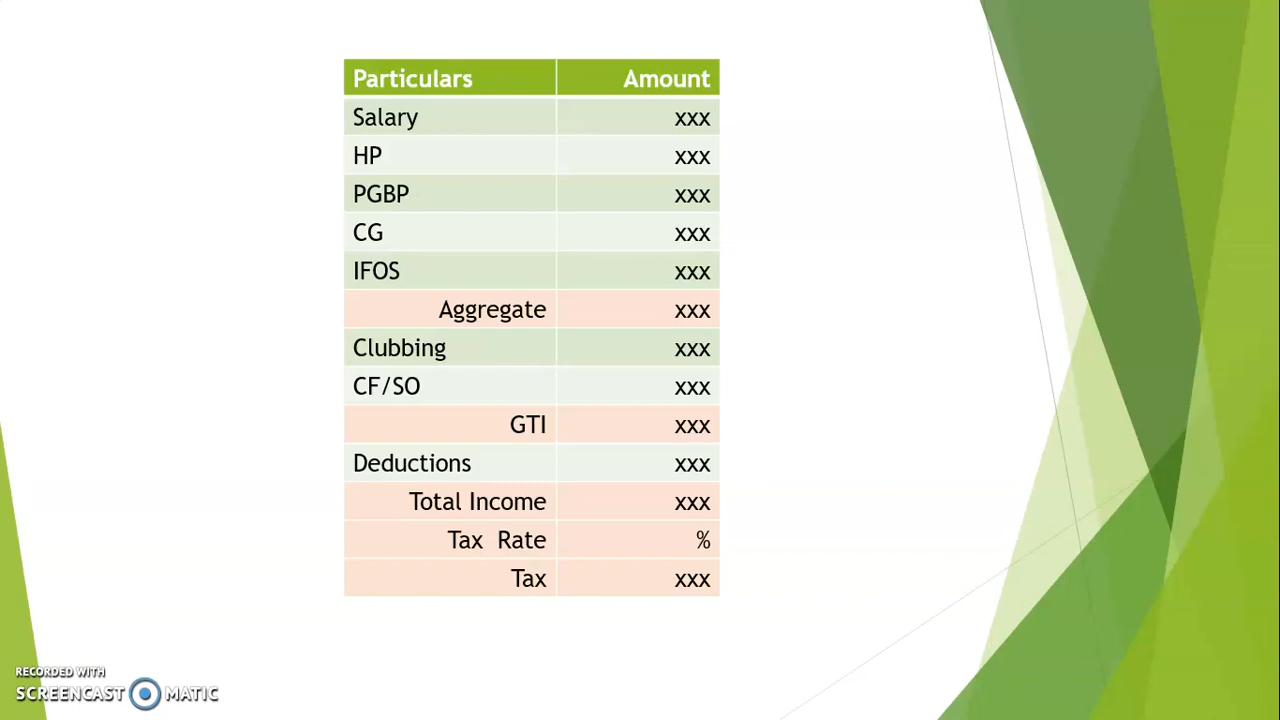 Particulars Amount
Salary xxx
HP xxx
PGBP xxx
CG xxx
IFOS xxx
Aggregate xxx
Clubbing xxx
CF/SO xxx
GTI xxx
Deductions xxx
Total Income xxx
Tax Rate %
Tax xxx
RECORDED WITH
SCREENCAST MATIC